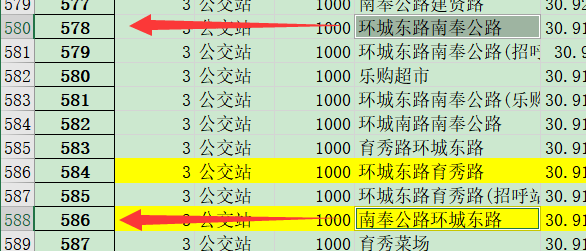 579 577 3 公交站 1000 南奉公路建贤路 30.92
580 578 3 公交站 1000 环城东路南奉公路 30.91
581 579 3 公交站 1000 环城东路南奉公路(招呼 30.9
582 580 3 公交站 1000 乐购超市 30.91
583 581 3 公交站 1000 环城东路南奉公路(乐购 30.91
584 582 3 公交站 1000 环城南路南奉公路 30.91
585 583 3 公交站 1000 育秀路环城东路 30.91
586 584 3 公交站 1000 环城东路育秀路 30.91
587 585 3 公交站 1000 环城东路育秀路(招呼站 30.91
588 586 3 公交站 1000 南奉公路环城东路 30.91
589 587 3 公交站 1000 育秀菜场 30.91